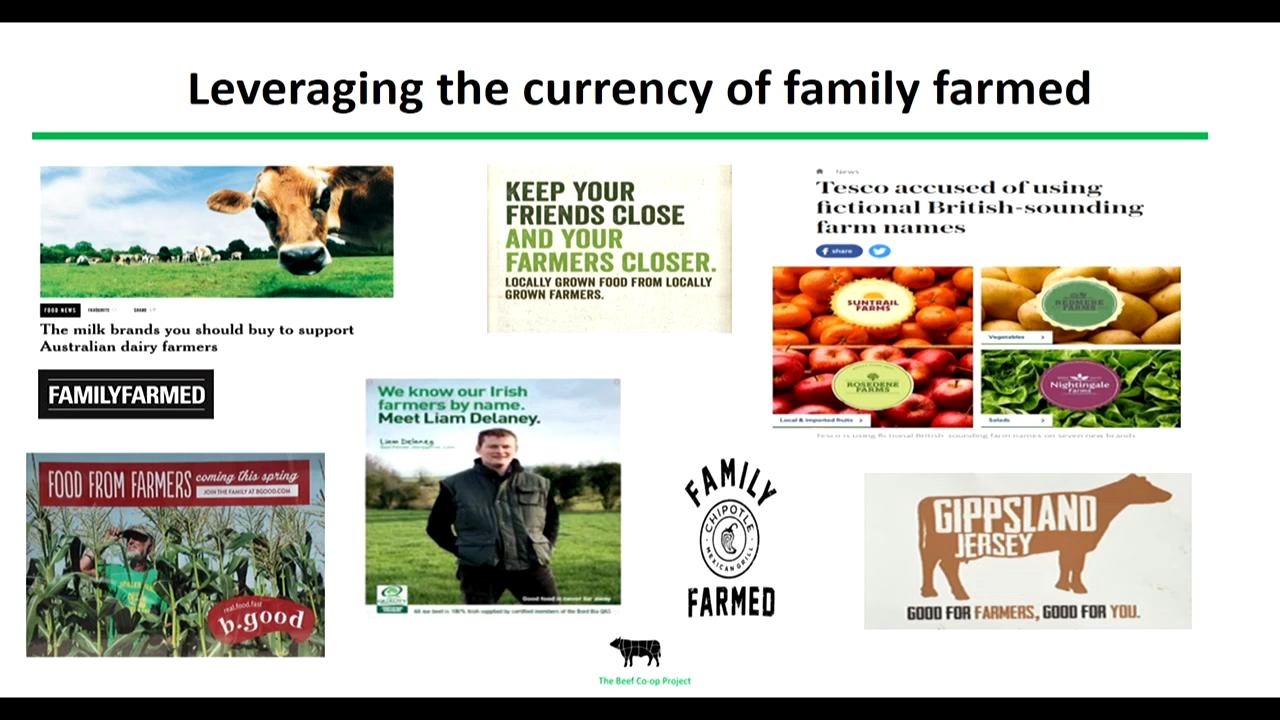 Leveraging the currency of family farmed
FOOD NEWS FAVOURITE SHARE
The milk brands you should buy to support
Australian dairy farmers
FAMILYFARMED
KEEP YOUR
FRIENDS CLOSE
AND YOUR
FARMERS CLOSER.
LOCALLY GROWN FOOD FROM LOCALLY
GROWN FARMERS.
News
Tesco accused of using
fictional British-sounding
farm names
share
SUNTRAIL
FARMS
REDMERE
FARMS
Vegetables >
ROSEDENE
FARMS
Nightingale
Farms
Local & imported fruits >
Salads >
Tesco is using fictional British-sounding farm names on seven new brands
FOOD FROM FARMERS coming this spring
JOIN THE FAMILY AT BGOOD.COM
real.food.fast
b.good
We know our Irish
farmers by name.
Meet Liam Delaney.
Liam Delaney
Good food is never far away
All our beef is 100% Irish supplied by certified members of the Bord Bia QAS
FAMILY
CHIPOTLE
MEXICAN GRILL
FARMED
GIPPSLAND
JERSEY
GOOD FOR FARMERS, GOOD FOR YOU.
The Beef Co-op Project